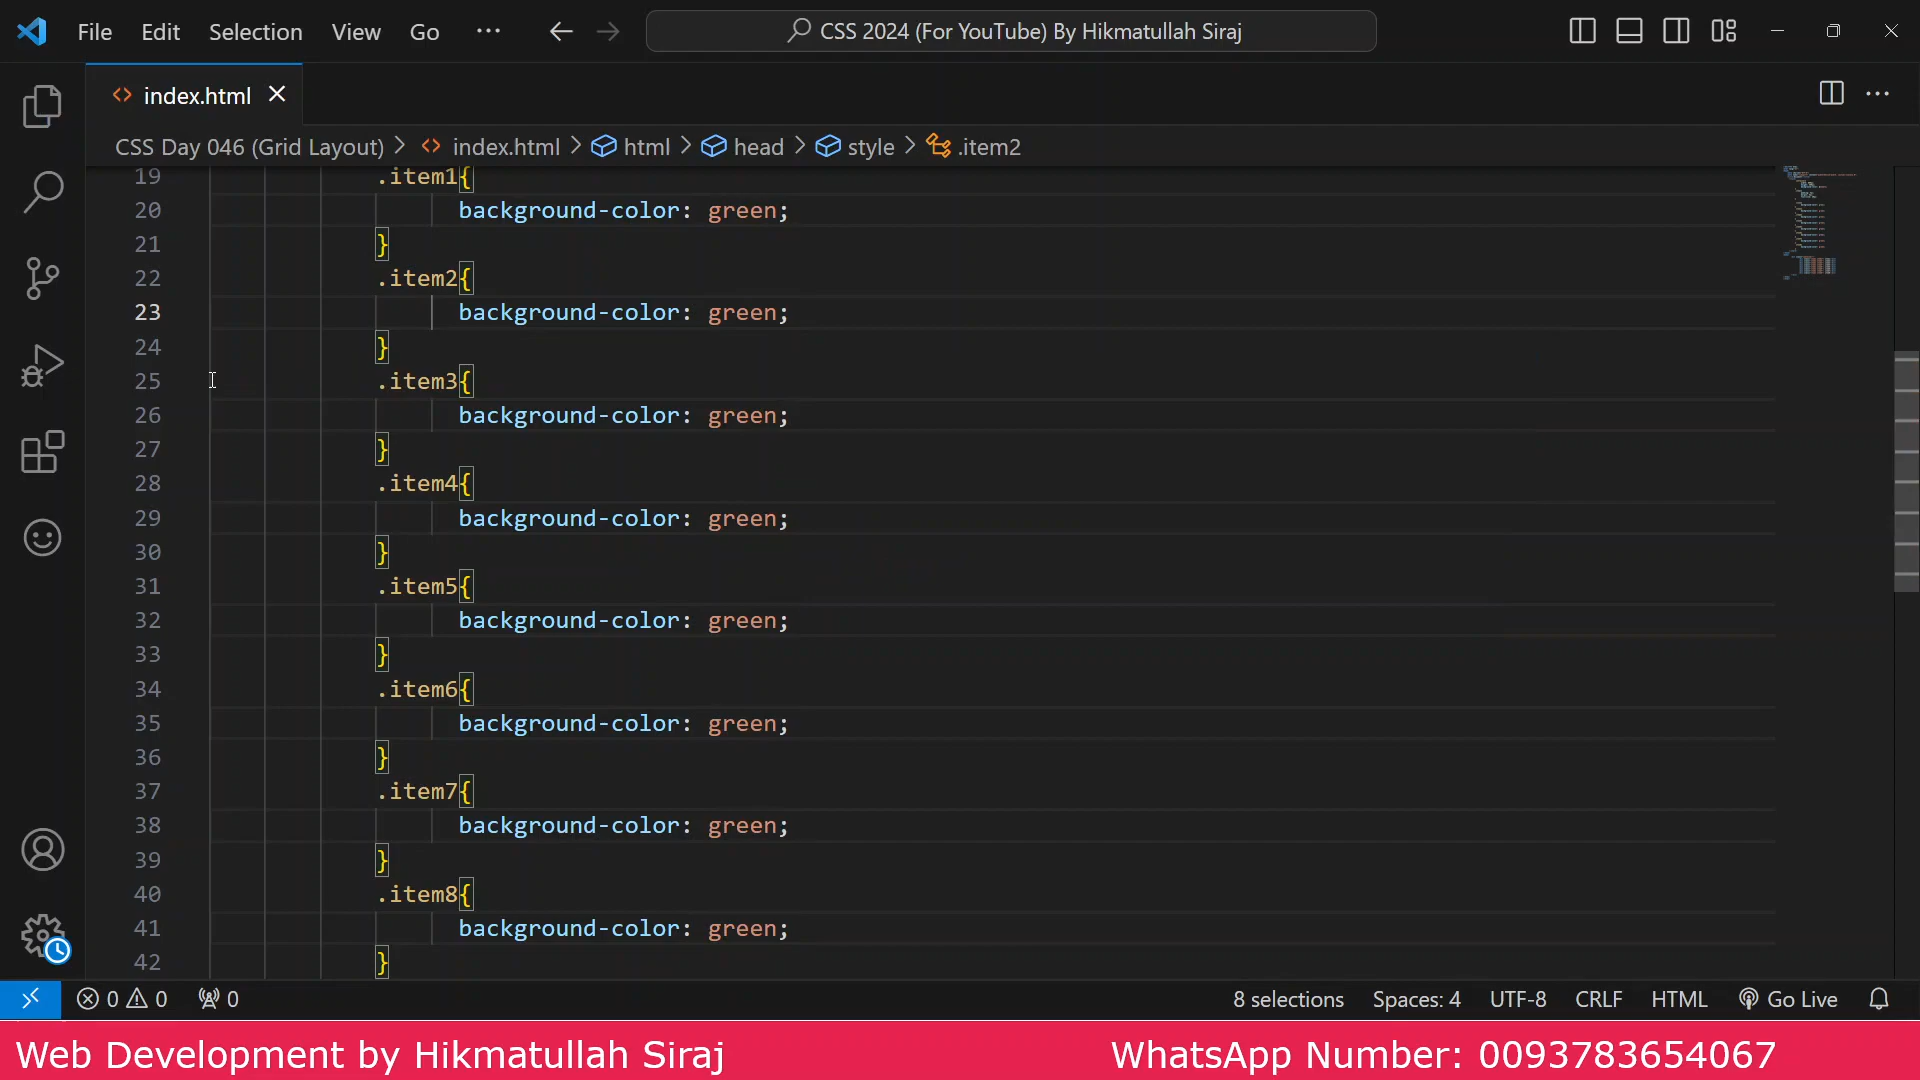 File Edit Selection View Go ··· CSS 2024 (For YouTube) By Hikmatullah Siraj
index.html
CSS Day 046 (Grid Layout) > index.html > html > head > style > .item2
19 .item1{
20 background-color: green;
21 }
22 .item2{
23 background-color: green;
24 }
25 .item3{
26 background-color: green;
27 }
28 .item4{
29 background-color: green;
30 }
31 .item5{
32 background-color: green;
33 }
34 .item6{
35 background-color: green;
36 }
37 .item7{
38 background-color: green;
39 }
40 .item8{
41 background-color: green;
42 }
0 0 0 8 selections Spaces: 4 UTF-8 CRLF HTML Go Live
Web Development by Hikmatullah Siraj WhatsApp Number: 0093783654067